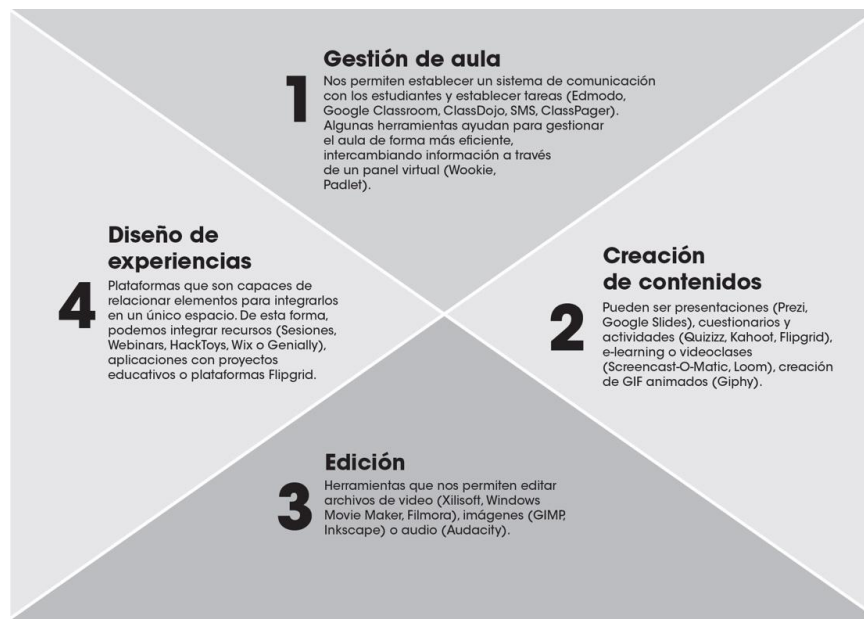 1
Gestión de aula
Nos permiten establecer un sistema de comunicación
con los estudiantes y establecer tareas (Edmodo,
Google Classroom, ClassDojo, SMS, ClassPager).
Algunas herramientas ayudan para gestionar
el aula de forma más eficiente,
intercambiando información a través
de un panel virtual (Wookie,
Padlet).
2
Creación
de contenidos
Pueden ser presentaciones (Prezi,
Google Slides), cuestionarios y
actividades (Quizizz, Kahoot, Flipgrid),
e-learning o videoclases
(Screencast-O-Matic, Loom), creación
de GIF animados (Giphy).
3
Edición
Herramientas que nos permiten editar
archivos de video (Xilisoft, Windows
Movie Maker, Filmora), imágenes (GIMP,
Inkscape) o audio (Audacity).
4
Diseño de
experiencias
Plataformas que son capaces de
relacionar elementos para integrarlos
en un único espacio. De esta forma,
podemos integrar recursos (Sesiones,
Webinars, HackToys, Wix o Genially),
aplicaciones con proyectos
educativos o plataformas Flipgrid.